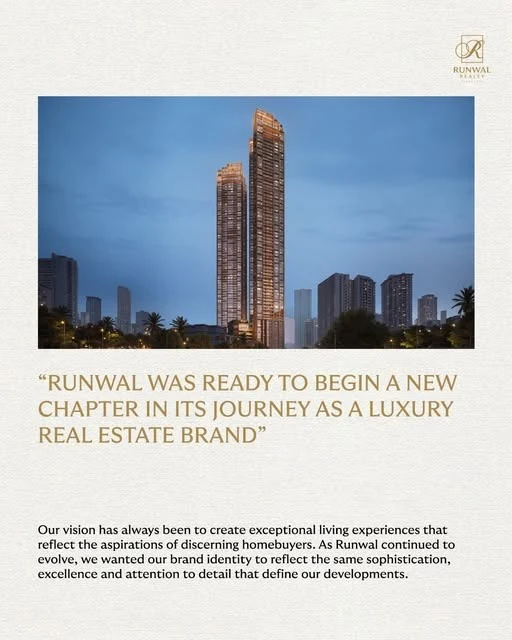 R
RUNWAL
REALTY
“RUNWAL WAS READY TO BEGIN A NEW
CHAPTER IN ITS JOURNEY AS A LUXURY
REAL ESTATE BRAND”
Our vision has always been to create exceptional living experiences that
reflect the aspirations of discerning homebuyers. As Runwal continued to
evolve, we wanted our brand identity to reflect the same sophistication,
excellence and attention to detail that define our developments.